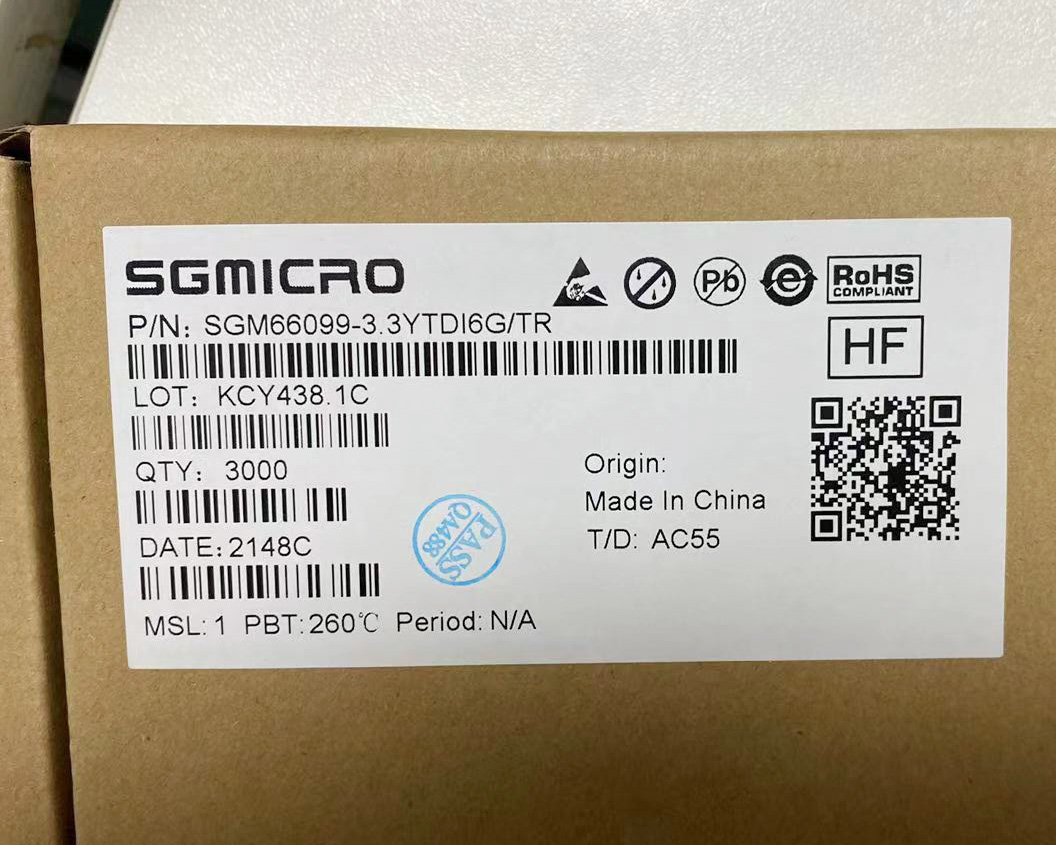 SGMICRO
Pb
e
RoHS
COMPLIANT
P/N: SGM66099-3.3YTDI6G/TR
HF
LOT: KCY438.1C
QTY: 3000
Origin:
Made In China
DATE:2148C
T/D: AC55
PASS
QA488
MSL:1 PBT:260℃ Period:N/A